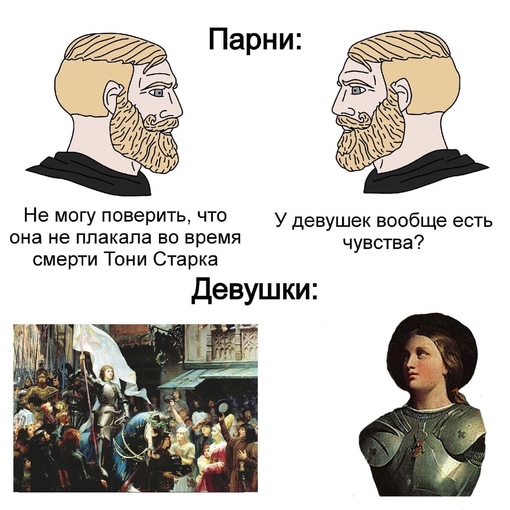 Парни:
Не могу поверить, что
она не плакала во время
смерти Тони Старка
У девушек вообще есть
чувства?
Девушки: